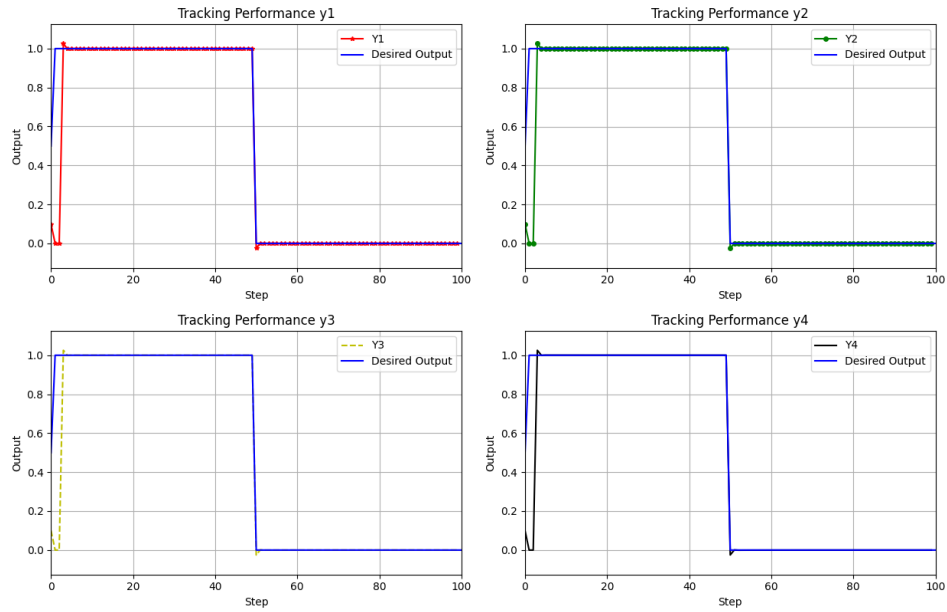 Tracking Performance y1
Y1
Desired Output
1.0
0.8
0.6
0.4
0.2
0.0
Output
0
20
40
60
80
100
Step
Tracking Performance y2
Y2
Desired Output
1.0
0.8
0.6
0.4
0.2
0.0
Output
0
20
40
60
80
100
Step
Tracking Performance y3
Y3
Desired Output
1.0
0.8
0.6
0.4
0.2
0.0
Output
0
20
40
60
80
100
Step
Tracking Performance y4
Y4
Desired Output
1.0
0.8
0.6
0.4
0.2
0.0
Output
0
20
40
60
80
100
Step